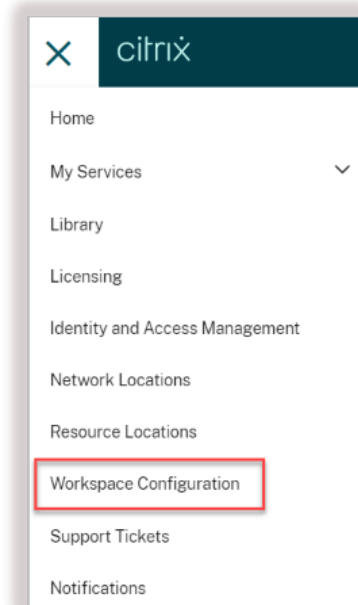 citrix
Home
My Services
Library
Licensing
Identity and Access Management
Network Locations
Resource Locations
Workspace Configuration
Support Tickets
Notifications